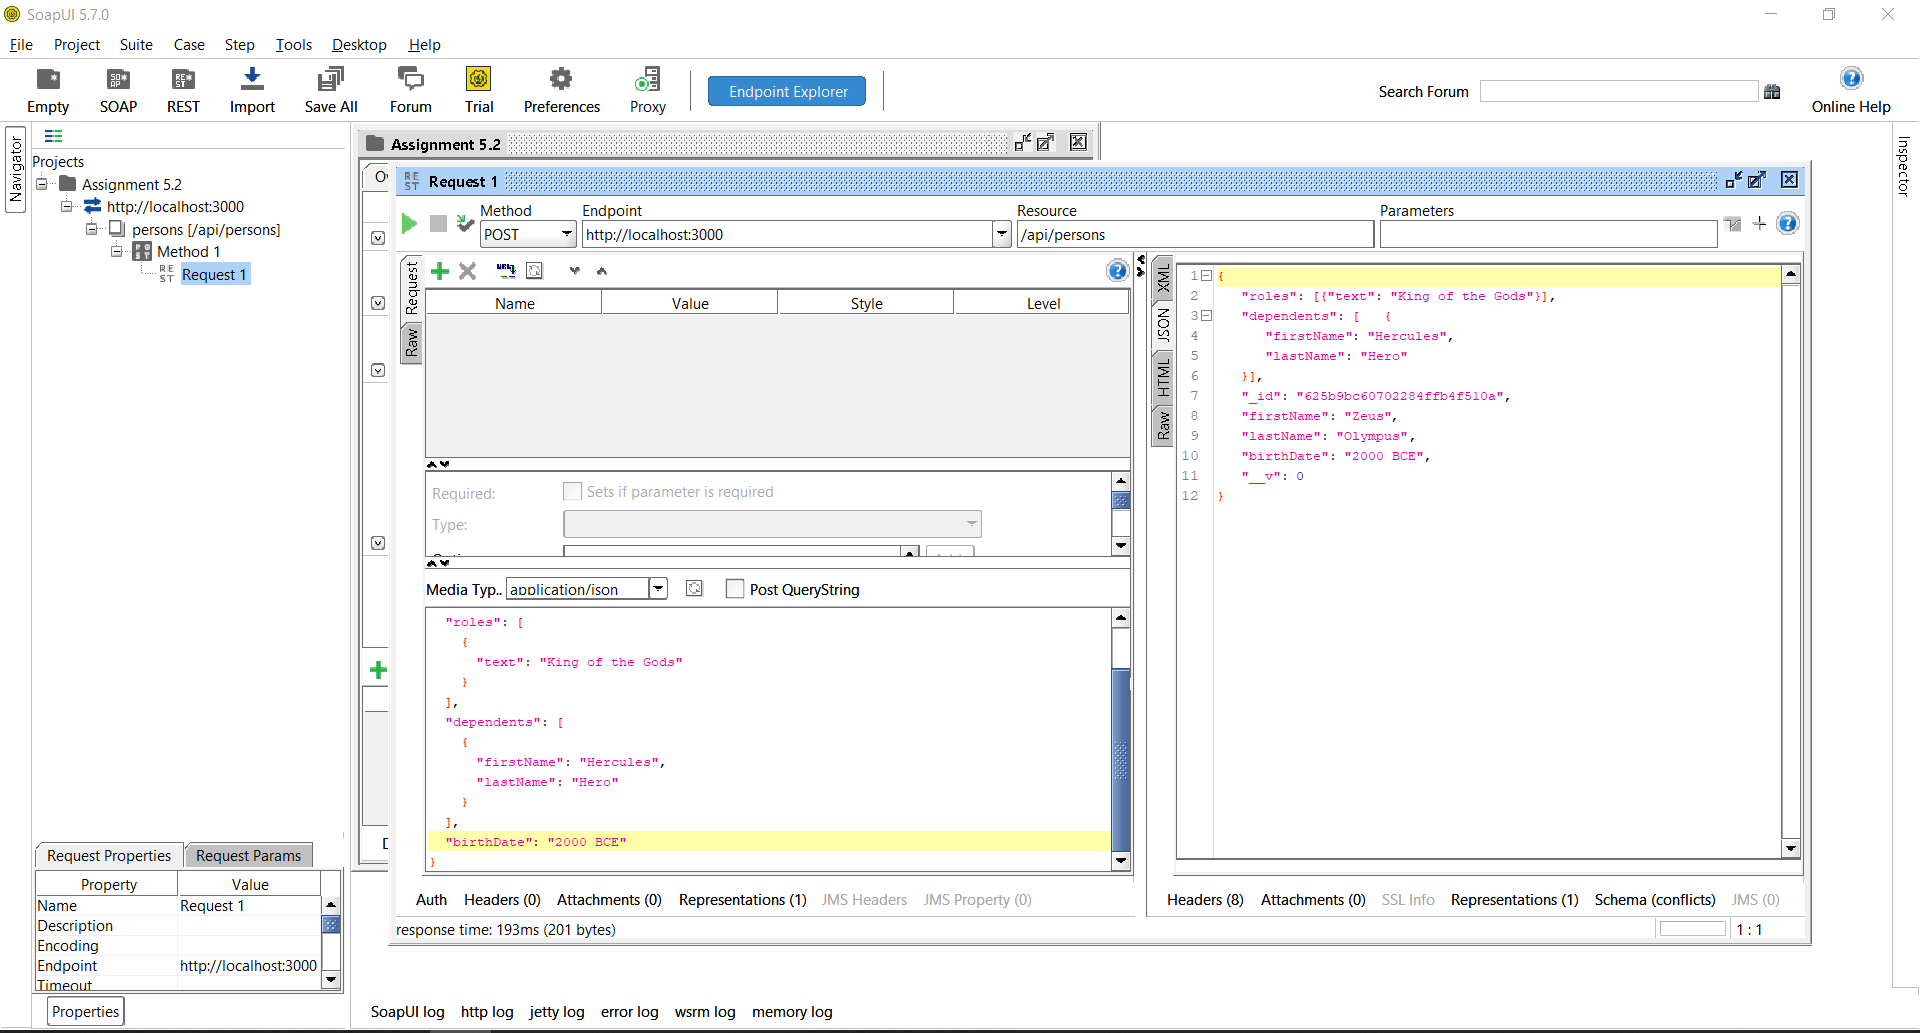 SoapUI 5.7.0
File Project Suite Case Step Tools Desktop Help
Empty SOAP REST Import Save All Forum Trial Preferences Proxy Endpoint Explorer Search Forum Online Help
Navigator
Projects
Assignment 5.2
http://localhost:3000
persons [/api/persons]
Method 1
Request 1
Request Properties Request Params
Property Value
Name Request 1
Description
Encoding
Endpoint http://localhost:3000
Timeout
Properties
Assignment 5.2
Ov
Request 1
Method Endpoint Resource Parameters
POST http://localhost:3000 /api/persons
Request
Raw
Name Value Style Level
Required: Sets if parameter is required
Type:
Media Typ.. application/json Post QueryString
"roles": [
{
"text": "King of the Gods"
}
],
"dependents": [
{
"firstName": "Hercules",
"lastName": "Hero"
}
],
"birthDate": "2000 BCE"
}
Auth Headers (0) Attachments (0) Representations (1) JMS Headers JMS Property (0)
XML
JSON
HTML
Raw
1 {
2 "roles": [{"text": "King of the Gods"}],
3 "dependents": [ {
4 "firstName": "Hercules",
5 "lastName": "Hero"
6 }],
7 "_id": "625b9bc60702284ffb4f510a",
8 "firstName": "Zeus",
9 "lastName": "Olympus",
10 "birthDate": "2000 BCE",
11 "__v": 0
12 }
Headers (8) Attachments (0) SSL Info Representations (1) Schema (conflicts) JMS (0)
response time: 193ms (201 bytes)
1 : 1
Inspector
SoapUI log http log jetty log error log wsrm log memory log